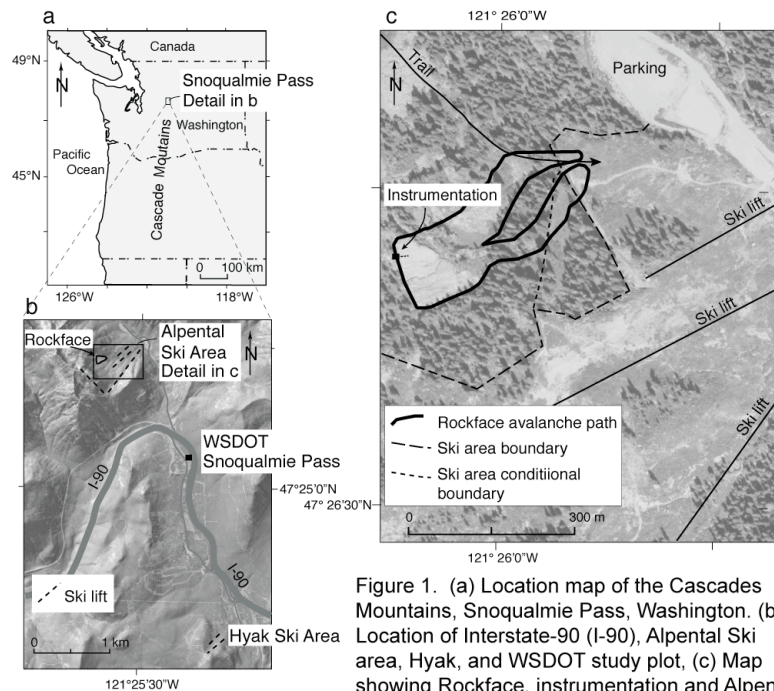 a
Canada
49°N
N
Snoqualmie Pass
Detail in b
Washington
Pacific
Ocean
Cascade Moutains
45°N
0 100 km
126°W
118°W
b
Rockface
Alpental
Ski Area
Detail in c
N
WSDOT
Snoqualmie Pass
I-90
47°25'0"N
I-90
Ski lift
Hyak Ski Area
0 1 km
121°25'30"W
c
121° 26'0"W
N
Trail
Parking
Instrumentation
Ski lift
Ski lift
Ski lift
Rockface avalanche path
Ski area boundary
Ski area conditiional
boundary
0 300 m
47° 26'30"N
121° 26'0"W
Figure 1. (a) Location map of the Cascades
Mountains, Snoqualmie Pass, Washington. (b
Location of Interstate-90 (I-90), Alpental Ski
area, Hyak, and WSDOT study plot, (c) Map
showing Rockface, instrumentation and Alpen